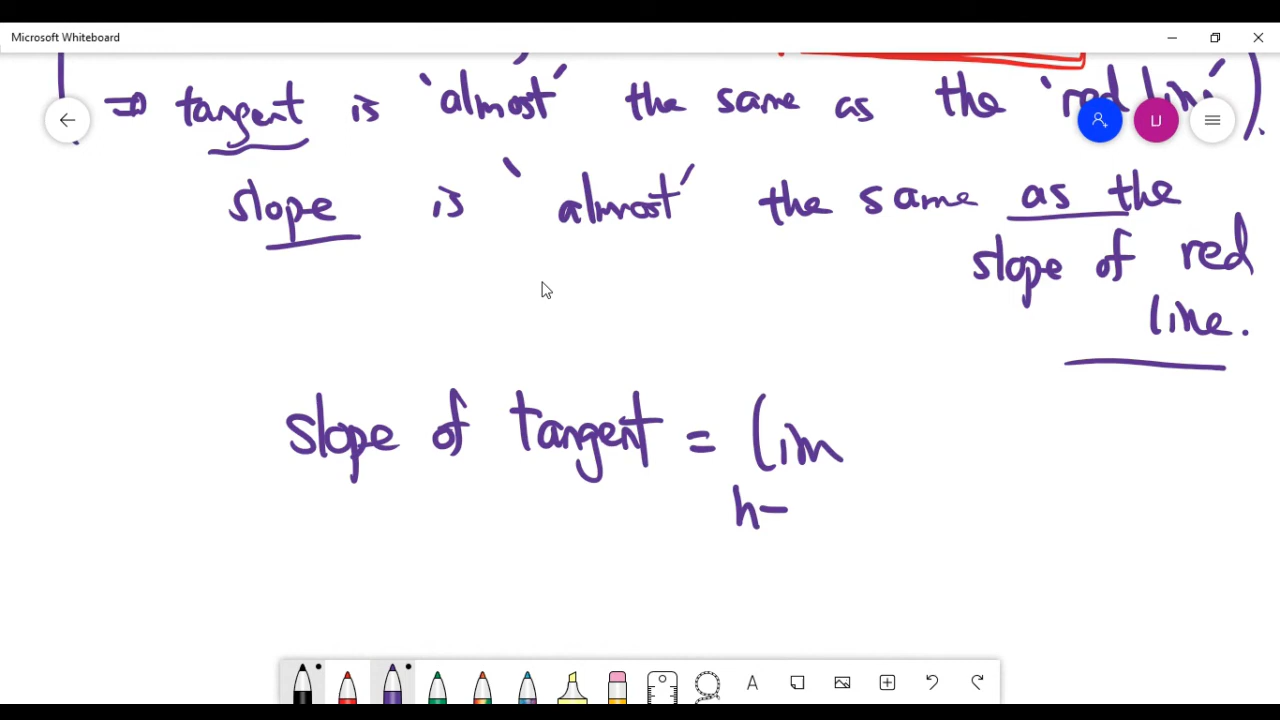 Microsoft Whiteboard
⇒ tangent is 'almost' the same as the 'red line').
slope is 'almost' the same as the
slope of red
line.
slope of tangent = lim
h-
U
A